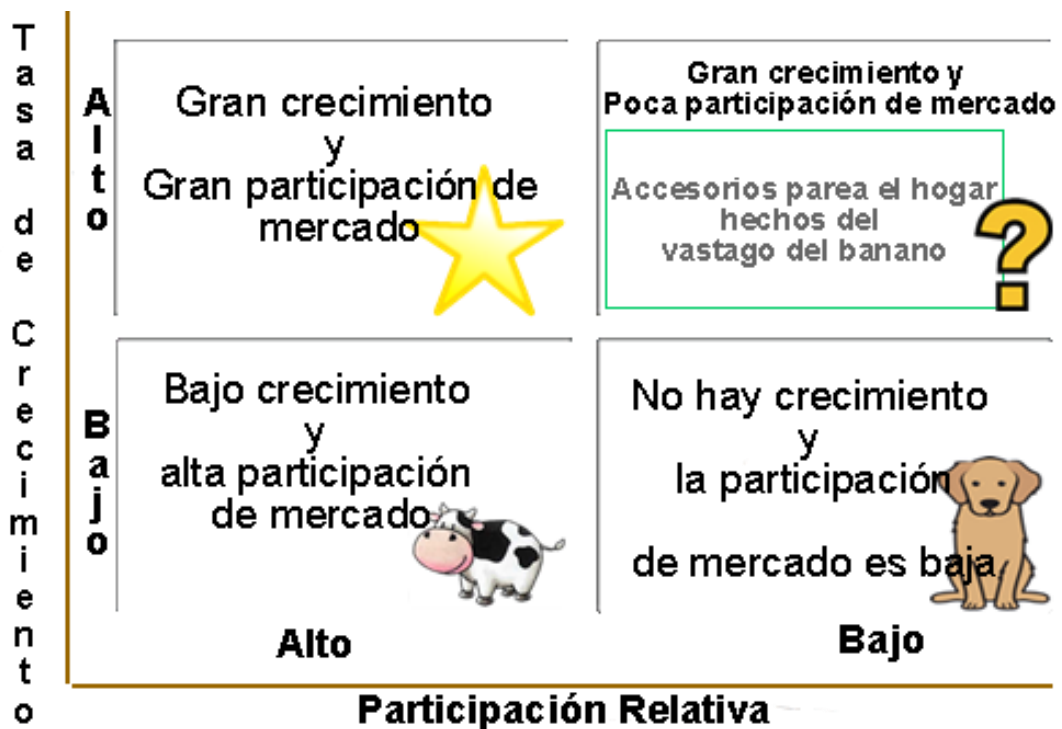 Tasa de Crecimiento
Alto
Gran crecimiento
y
Gran participación de
mercado
Gran crecimiento y
Poca participación de mercado
Accesorios parea el hogar
hechos del
vastago del banano
?
Bajo
Bajo crecimiento
y
alta participación
de mercado
No hay crecimiento
y
la participación
de mercado es baja
Alto
Bajo
Participación Relativa